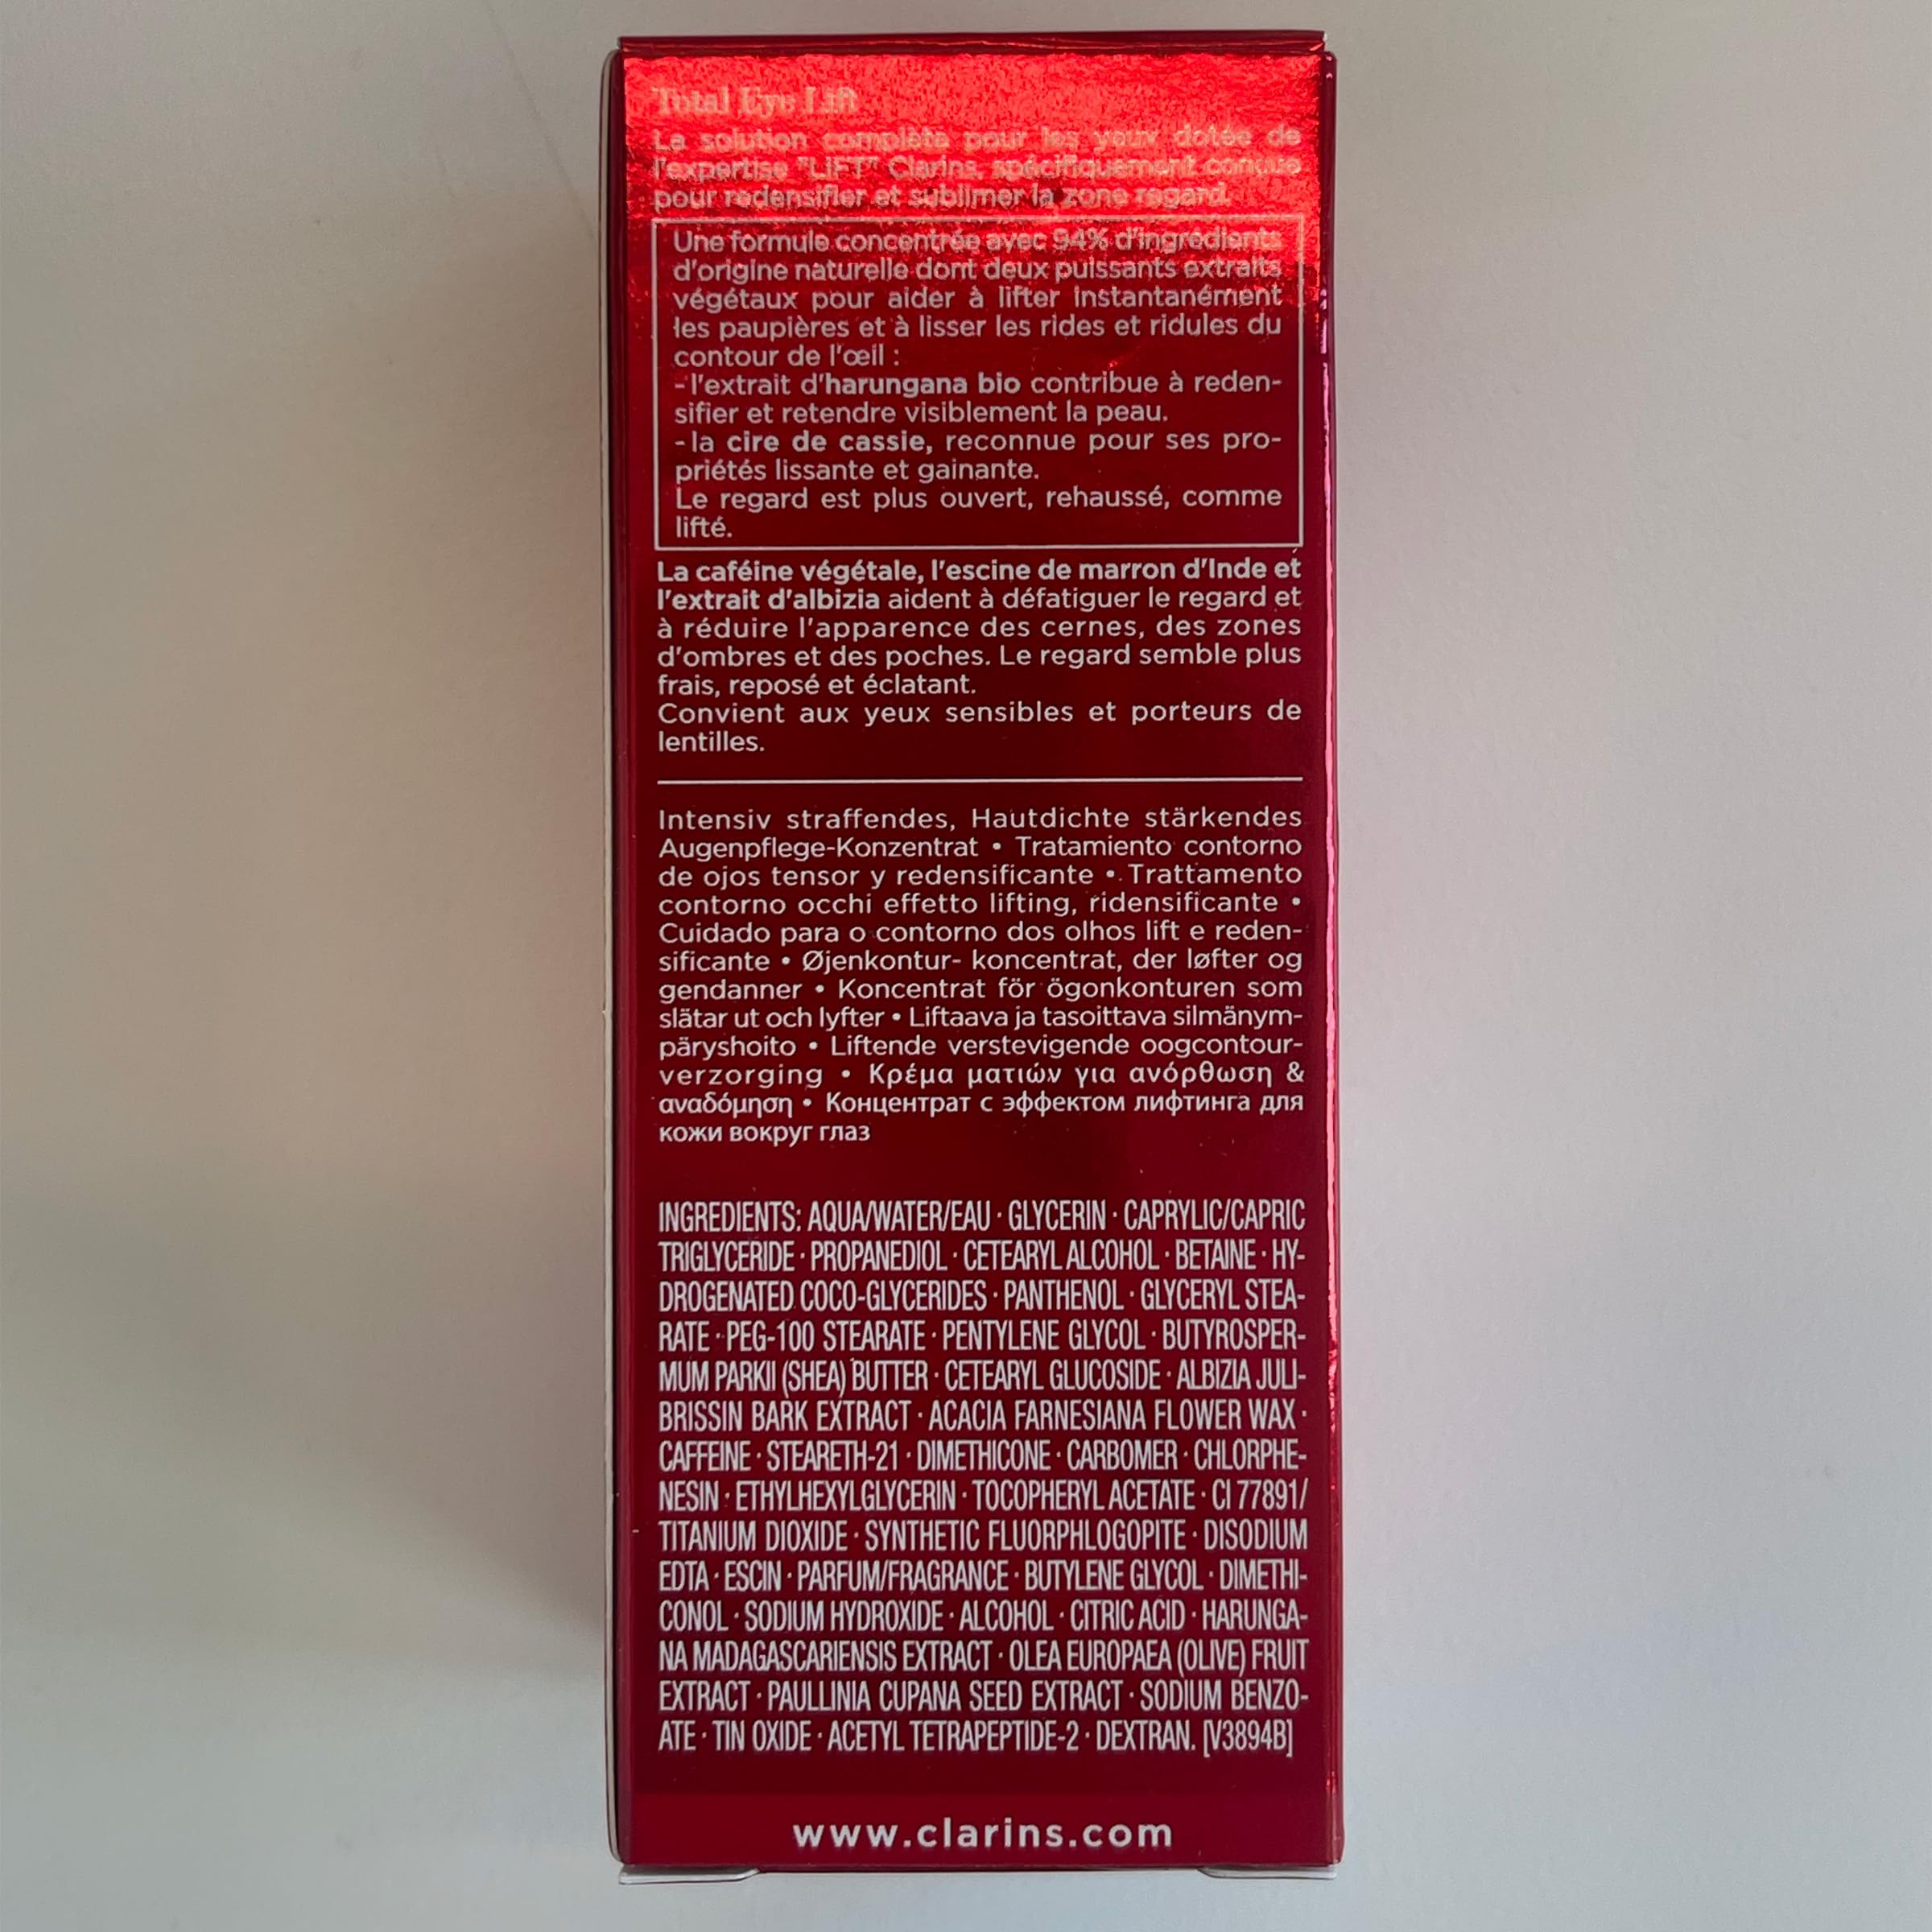 Total Eye Lift
La solution complète pour les yeux dotée de
l'expertise "LIFT" Clarins, spécifiquement conçue
pour redensifier et sublimer la zone regard.
Une formule concentrée avec 94% d'ingrédients
d'origine naturelle dont deux puissants extraits
végétaux pour aider à lifter instantanément
les paupières et à lisser les rides et ridules du
contour de l'œil :
-l'extrait d'harungana bio contribue à reden-
sifier et retendre visiblement la peau.
-la cire de cassie, reconnue pour ses pro-
priétés lissante et gainante.
Le regard est plus ouvert, rehaussé, comme
lifté.
La caféine végétale, l'escine de marron d'Inde et
l'extrait d'albizia aident à défatiguer le regard et
à réduire l'apparence des cernes, des zones
d'ombres et des poches. Le regard semble plus
frais, reposé et éclatant.
Convient aux yeux sensibles et porteurs de
lentilles.
Intensiv straffendes, Hautdichte stärkendes
Augenpflege-Konzentrat • Tratamiento contorno
de ojos tensor y redensificante • Trattamento
contorno occhi effetto lifting, ridensificante •
Cuidado para o contorno dos olhos lift e reden-
sificante • Øjenkontur- koncentrat, der løfter og
gendanner • Koncentrat för ögonkonturen som
slätar ut och lyfter • Liftaava ja tasoittava silmänym-
päryshoito • Liftende verstevigende oogcontour-
verzorging • Κρέμα ματιών για ανόρθωση &
αναδόμηση • Концентрат с эффектом лифтинга для
кожи вокруг глаз
INGREDIENTS: AQUA/WATER/EAU · GLYCERIN · CAPRYLIC/CAPRIC
TRIGLYCERIDE · PROPANEDIOL · CETEARYL ALCOHOL · BETAINE · HY-
DROGENATED COCO-GLYCERIDES · PANTHENOL · GLYCERYL STEA-
RATE · PEG-100 STEARATE · PENTYLENE GLYCOL · BUTYROSPER-
MUM PARKII (SHEA) BUTTER · CETEARYL GLUCOSIDE · ALBIZIA JULI-
BRISSIN BARK EXTRACT · ACACIA FARNESIANA FLOWER WAX ·
CAFFEINE · STEARETH-21 · DIMETHICONE · CARBOMER · CHLORPHE-
NESIN · ETHYLHEXYLGLYCERIN · TOCOPHERYL ACETATE · CI 77891/
TITANIUM DIOXIDE · SYNTHETIC FLUORPHLOGOPITE · DISODIUM
EDTA · ESCIN · PARFUM/FRAGRANCE · BUTYLENE GLYCOL · DIMETHI-
CONOL · SODIUM HYDROXIDE · ALCOHOL · CITRIC ACID · HARUNGA-
NA MADAGASCARIENSIS EXTRACT · OLEA EUROPAEA (OLIVE) FRUIT
EXTRACT · PAULLINIA CUPANA SEED EXTRACT · SODIUM BENZO-
ATE · TIN OXIDE · ACETYL TETRAPEPTIDE-2 · DEXTRAN. [V3894B]
www.clarins.com